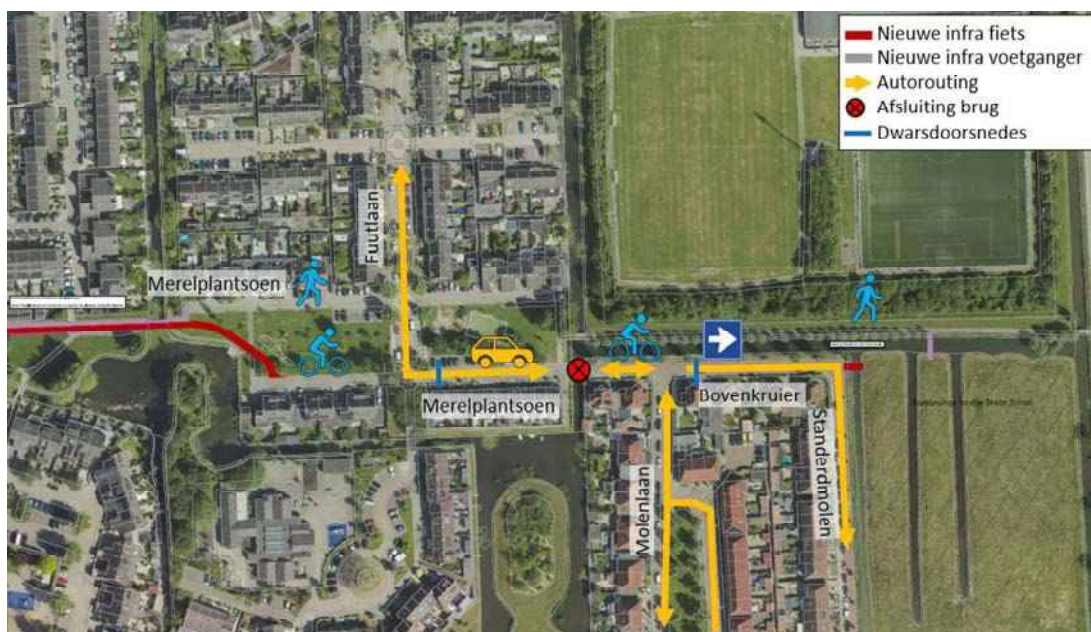 Nieuwe infra fiets
Nieuwe infra voetganger
Autorouting
Afsluiting brug
Dwarsdoorsnedes
Fuutlaan
Merelplantsoen
Merelplantsoen
Bovenkruier
Molenlaan
Standerdmolen